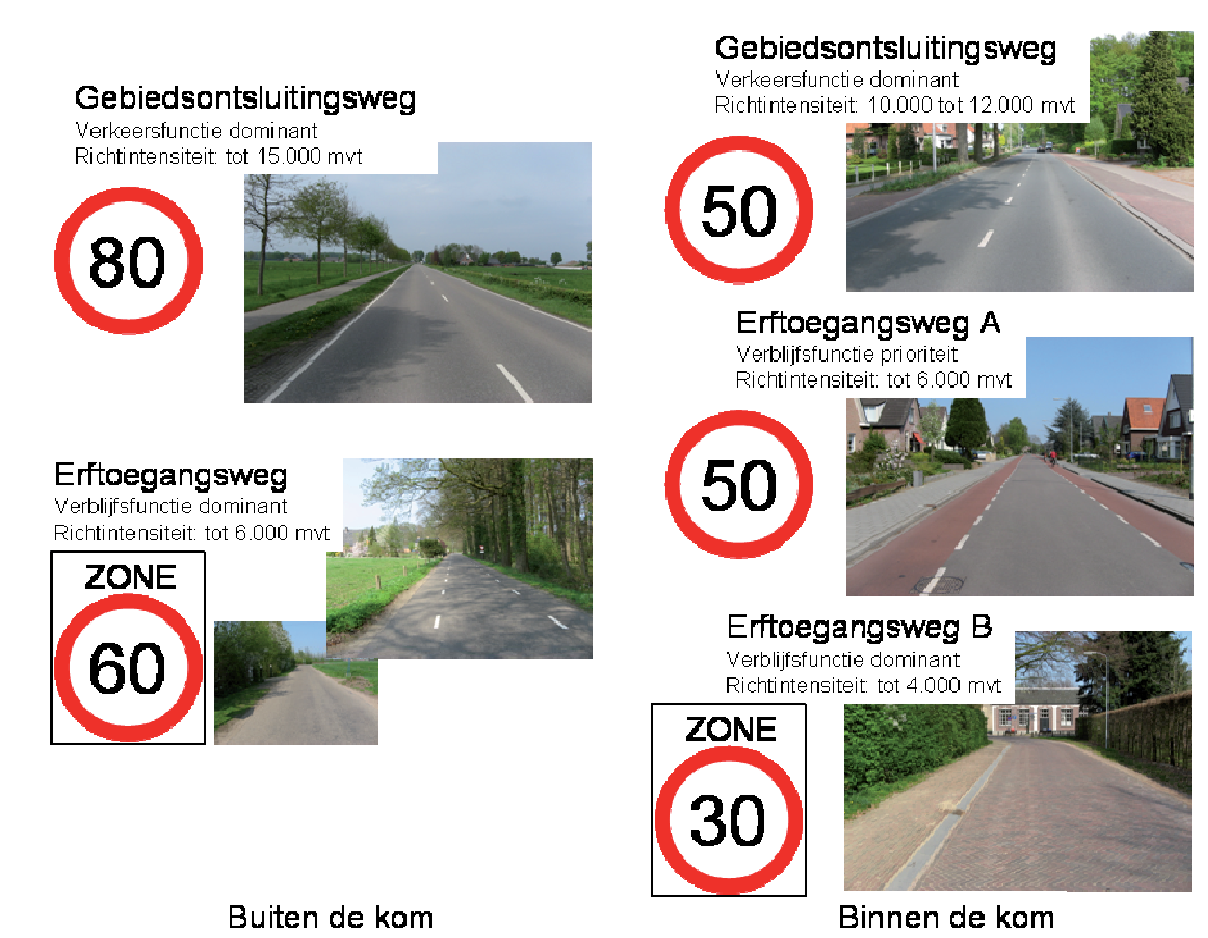 Gebiedsontsluitingsweg
Verkeersfunctie dominant
Richtintensiteit: tot 15.000 mvt
80
Erftoegangsweg
Verblijfsfunctie dominant
Richtintensiteit: tot 6.000 mvt
ZONE
60
Buiten de kom
Gebiedsontsluitingsweg
Verkeersfunctie dominant
Richtintensiteit: 10.000 tot 12.000 mvt
50
Erftoegangsweg A
Verblijfsfunctie prioriteit
Richtintensiteit: tot 6.000 mvt
50
Erftoegangsweg B
Verblijfsfunctie dominant
Richtintensiteit: tot 4.000 mvt
ZONE
30
Binnen de kom